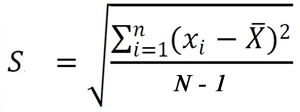 S = √(∑ⁿᵢ₌₁(xᵢ − X̄)² / N - 1)